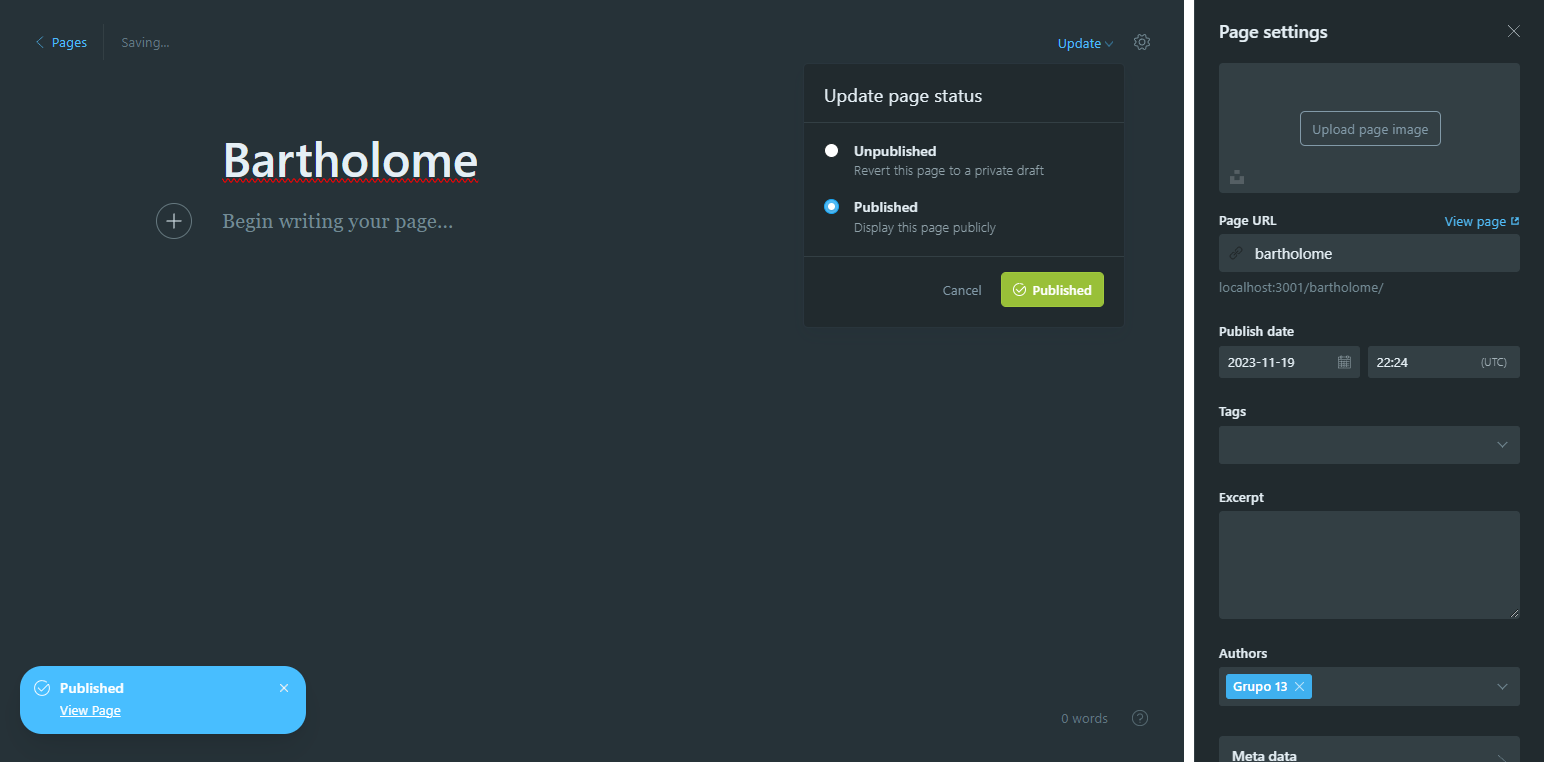 Pages
Saving...
Update
Update page status
Unpublished
Revert this page to a private draft
Published
Display this page publicly
Cancel
Published
Bartholome
Begin writing your page...
Published
View Page
0 words
?
Page settings
Upload page image
Page URL
View page
bartholome
localhost:3001/bartholome/
Publish date
2023-11-19
22:24
(UTC)
Tags
Excerpt
Authors
Grupo 13
Meta data